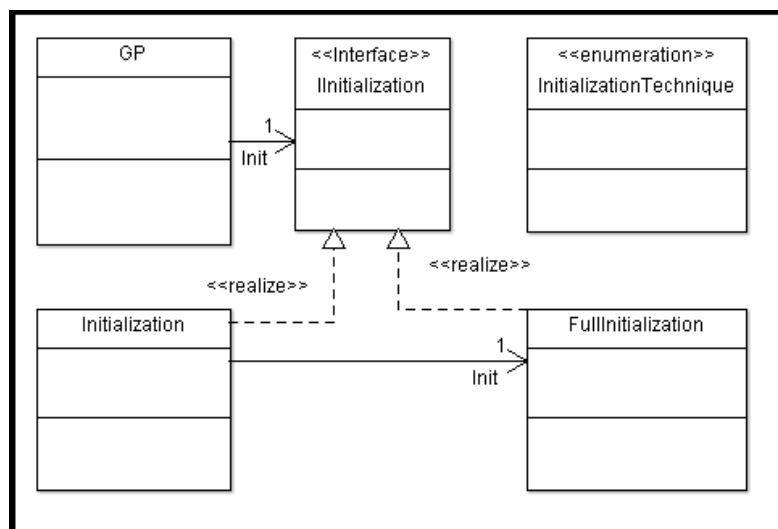 GP
<<Interface>>
IInitialization
<<enumeration>>
InitializationTechnique
1
Init
<<realize>>
<<realize>>
Initialization
FullInitialization
1
Init